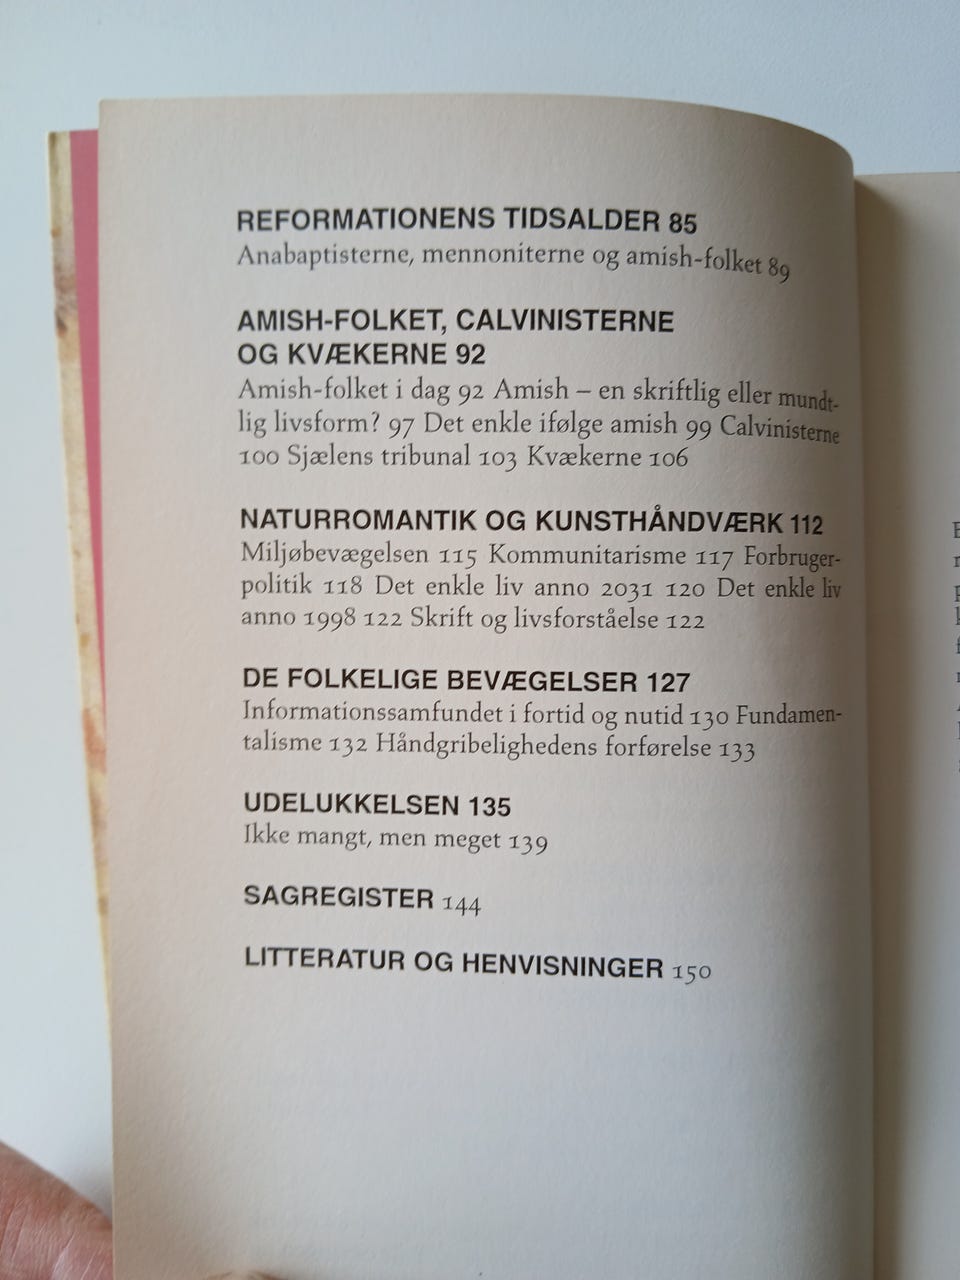 REFORMATIONENS TIDSALDER 85
Anabaptisterne, mennoniterne og amish-folket 89
AMISH-FOLKET, CALVINISTERNE
OG KVÆKERNE 92
Amish-folket i dag 92 Amish – en skriftlig eller mundt-
lig livsform? 97 Det enkle ifølge amish 99 Calvinisterne
100 Sjælens tribunal 103 Kvækerne 106
NATURROMANTIK OG KUNSTHÅNDVÆRK 112
Miljøbevægelsen 115 Kommunitarisme 117 Forbruger-
politik 118 Det enkle liv anno 2031 120 Det enkle liv
anno 1998 122 Skrift og livsforståelse 122
DE FOLKELIGE BEVÆGELSER 127
Informationssamfundet i fortid og nutid 130 Fundamen-
talisme 132 Håndgribelighedens forførelse 133
UDELUKKELSEN 135
Ikke mangt, men meget 139
SAGREGISTER 144
LITTERATUR OG HENVISNINGER 150